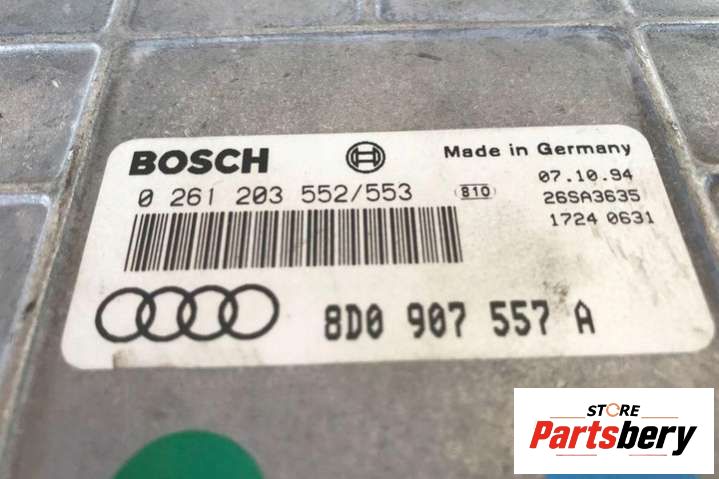 BOSCH
Made in Germany
0 261 203 552/553
810
07.10.94
26SA3635
1724 0631
8D0 907 557 A
STORE
Partsbery